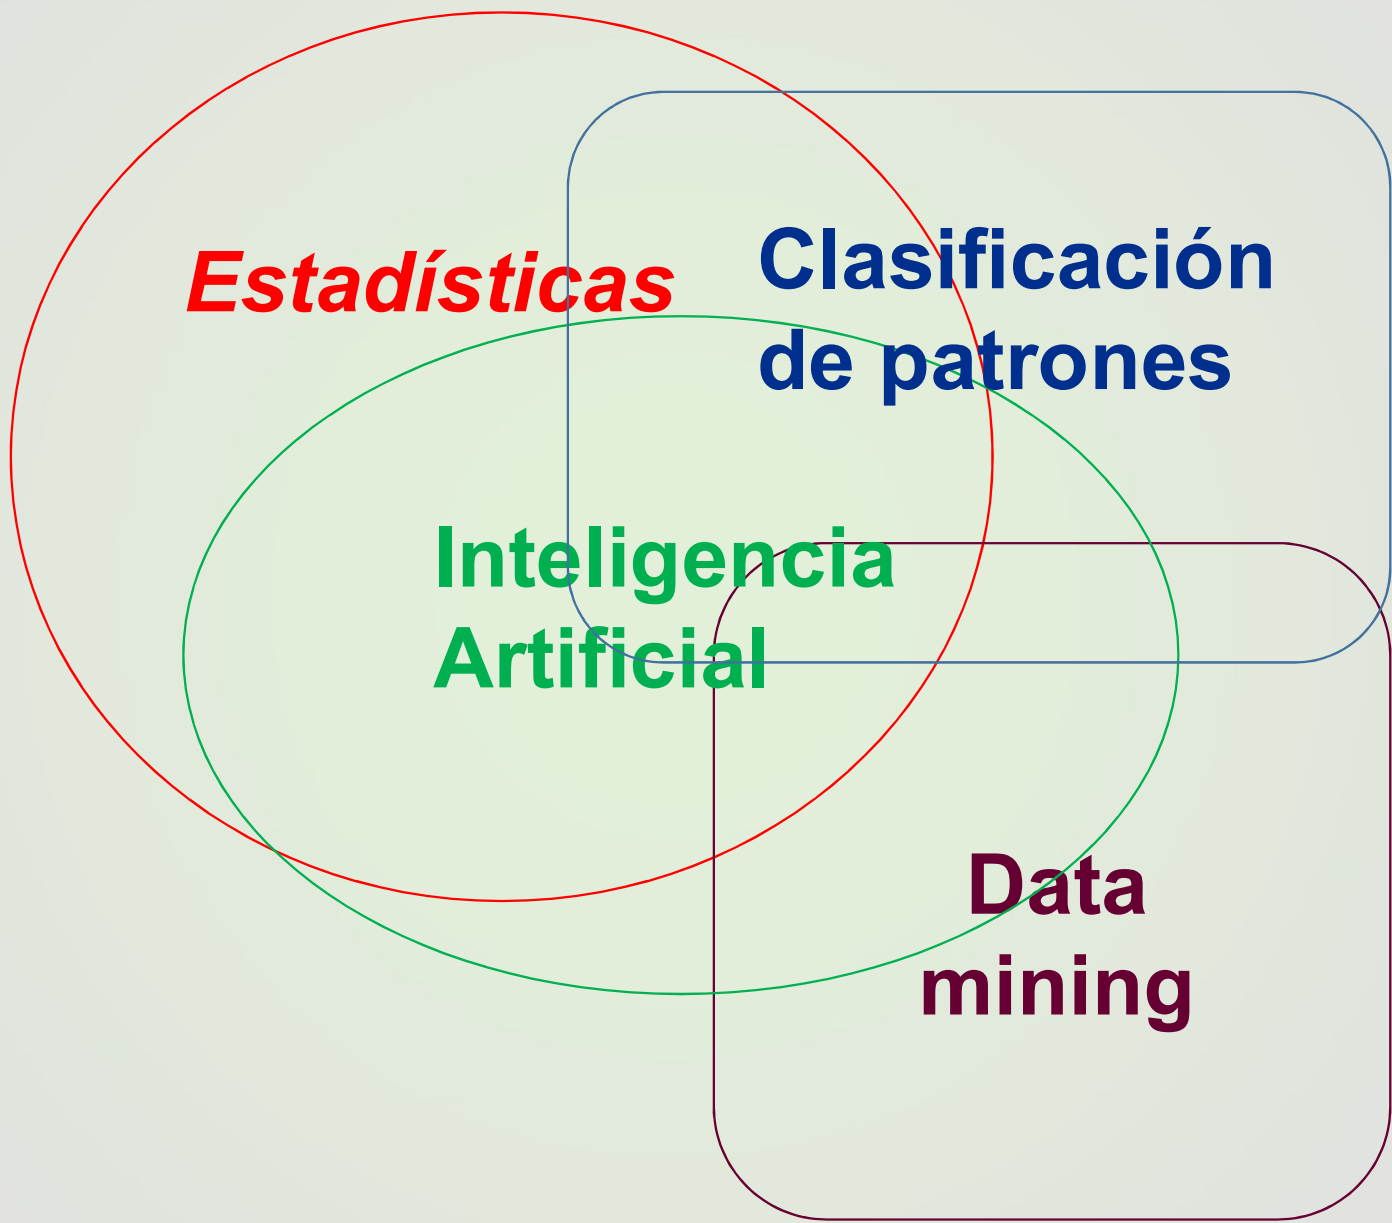 Estadísticas
Clasificación
de patrones
Inteligencia
Artificial
Data
mining